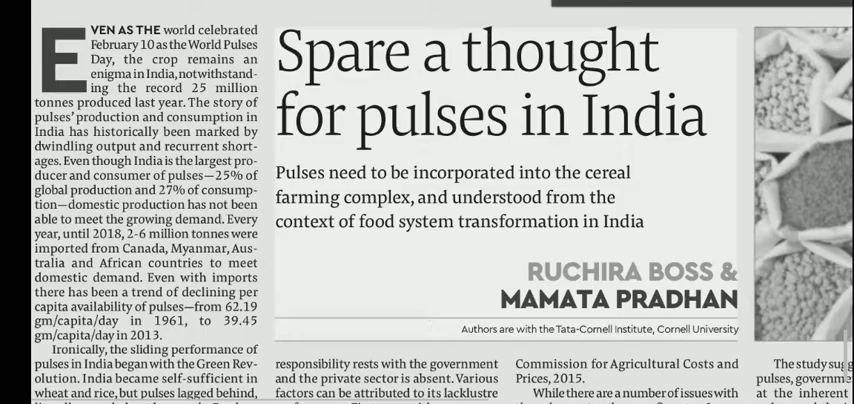 EVEN AS THE world celebrated
February 10 as the World Pulses
Day, the crop remains an
enigma in India, notwithstand-
ing the record 25 million
tonnes produced last year. The story of
pulses' production and consumption in
India has historically been marked by
dwindling output and recurrent short-
ages. Even though India is the largest pro-
ducer and consumer of pulses—25% of
global production and 27% of consump-
tion—domestic production has not been
able to meet the growing demand. Every
year, until 2018, 2-6 million tonnes were
imported from Canada, Myanmar, Aus-
tralia and African countries to meet
domestic demand. Even with imports
there has been a trend of declining per
capita availability of pulses—from 62.19
gm/capita/day in 1961, to 39.45
gm/capita/day in 2013.
Ironically, the sliding performance of
pulses in India began with the Green Rev-
olution. India became self-sufficient in
wheat and rice, but pulses lagged behind,
Spare a thought
for pulses in India
Pulses need to be incorporated into the cereal
farming complex, and understood from the
context of food system transformation in India
RUCHIRA BOSS &
MAMATA PRADHAN
Authors are with the Tata-Cornell Institute, Cornell University
responsibility rests with the government
and the private sector is absent. Various
factors can be attributed to its lacklustre
Commission for Agricultural Costs and
Prices, 2015.
While there are a number of issues with
The study sug
pulses, governme
at the inherent